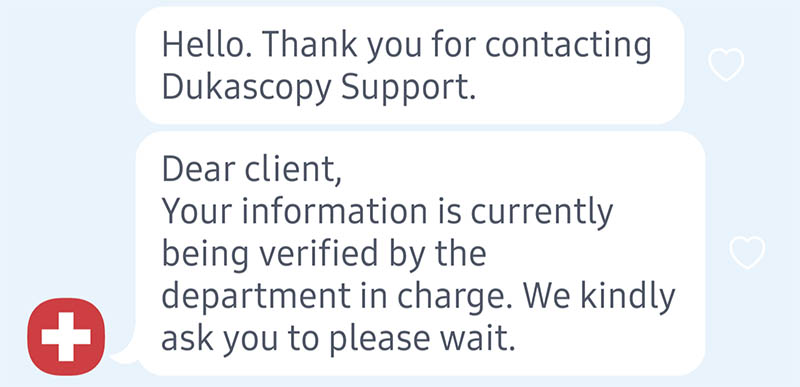 Hello. Thank you for contacting
Dukascopy Support.
Dear client,
Your information is currently
being verified by the
department in charge. We kindly
ask you to please wait.